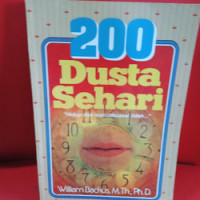 200
Dusta
Sehari
William Backus, M.Th., Ph.D.